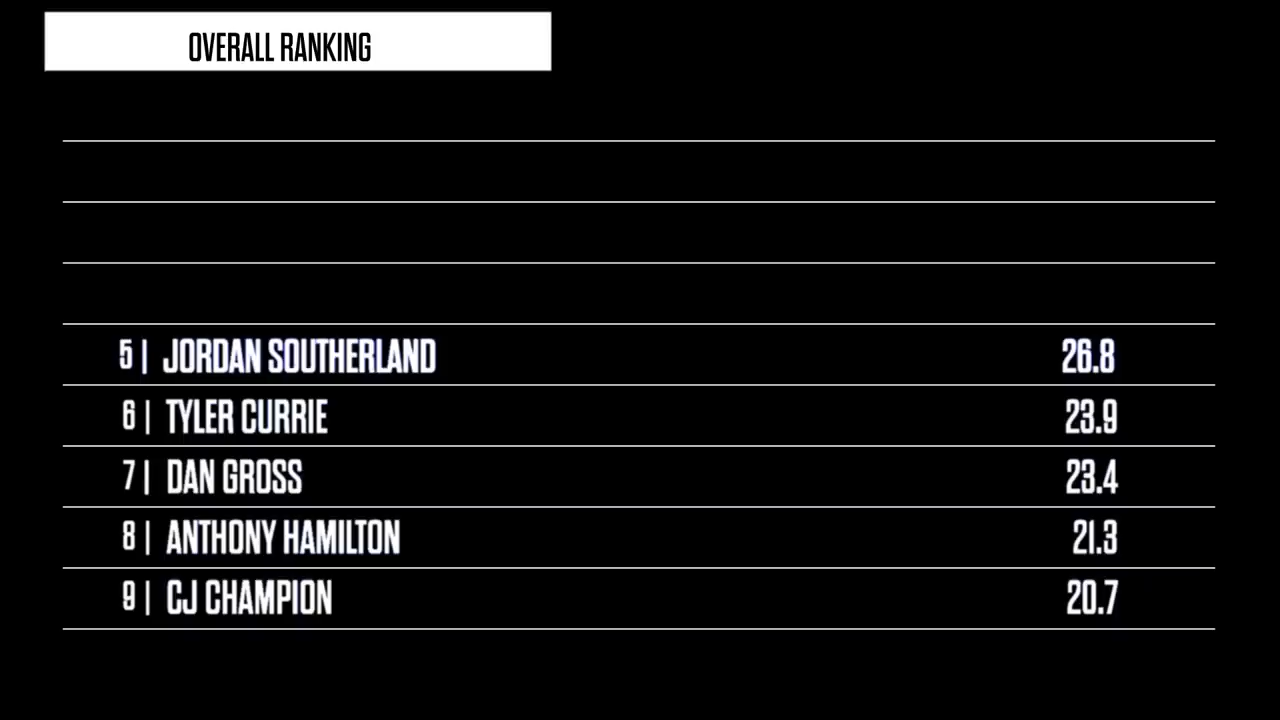 OVERALL RANKING
5 | JORDAN SOUTHERLAND 26.8
6 | TYLER CURRIE 23.9
7 | DAN GROSS 23.4
8 | ANTHONY HAMILTON 21.3
9 | CJ CHAMPION 20.7